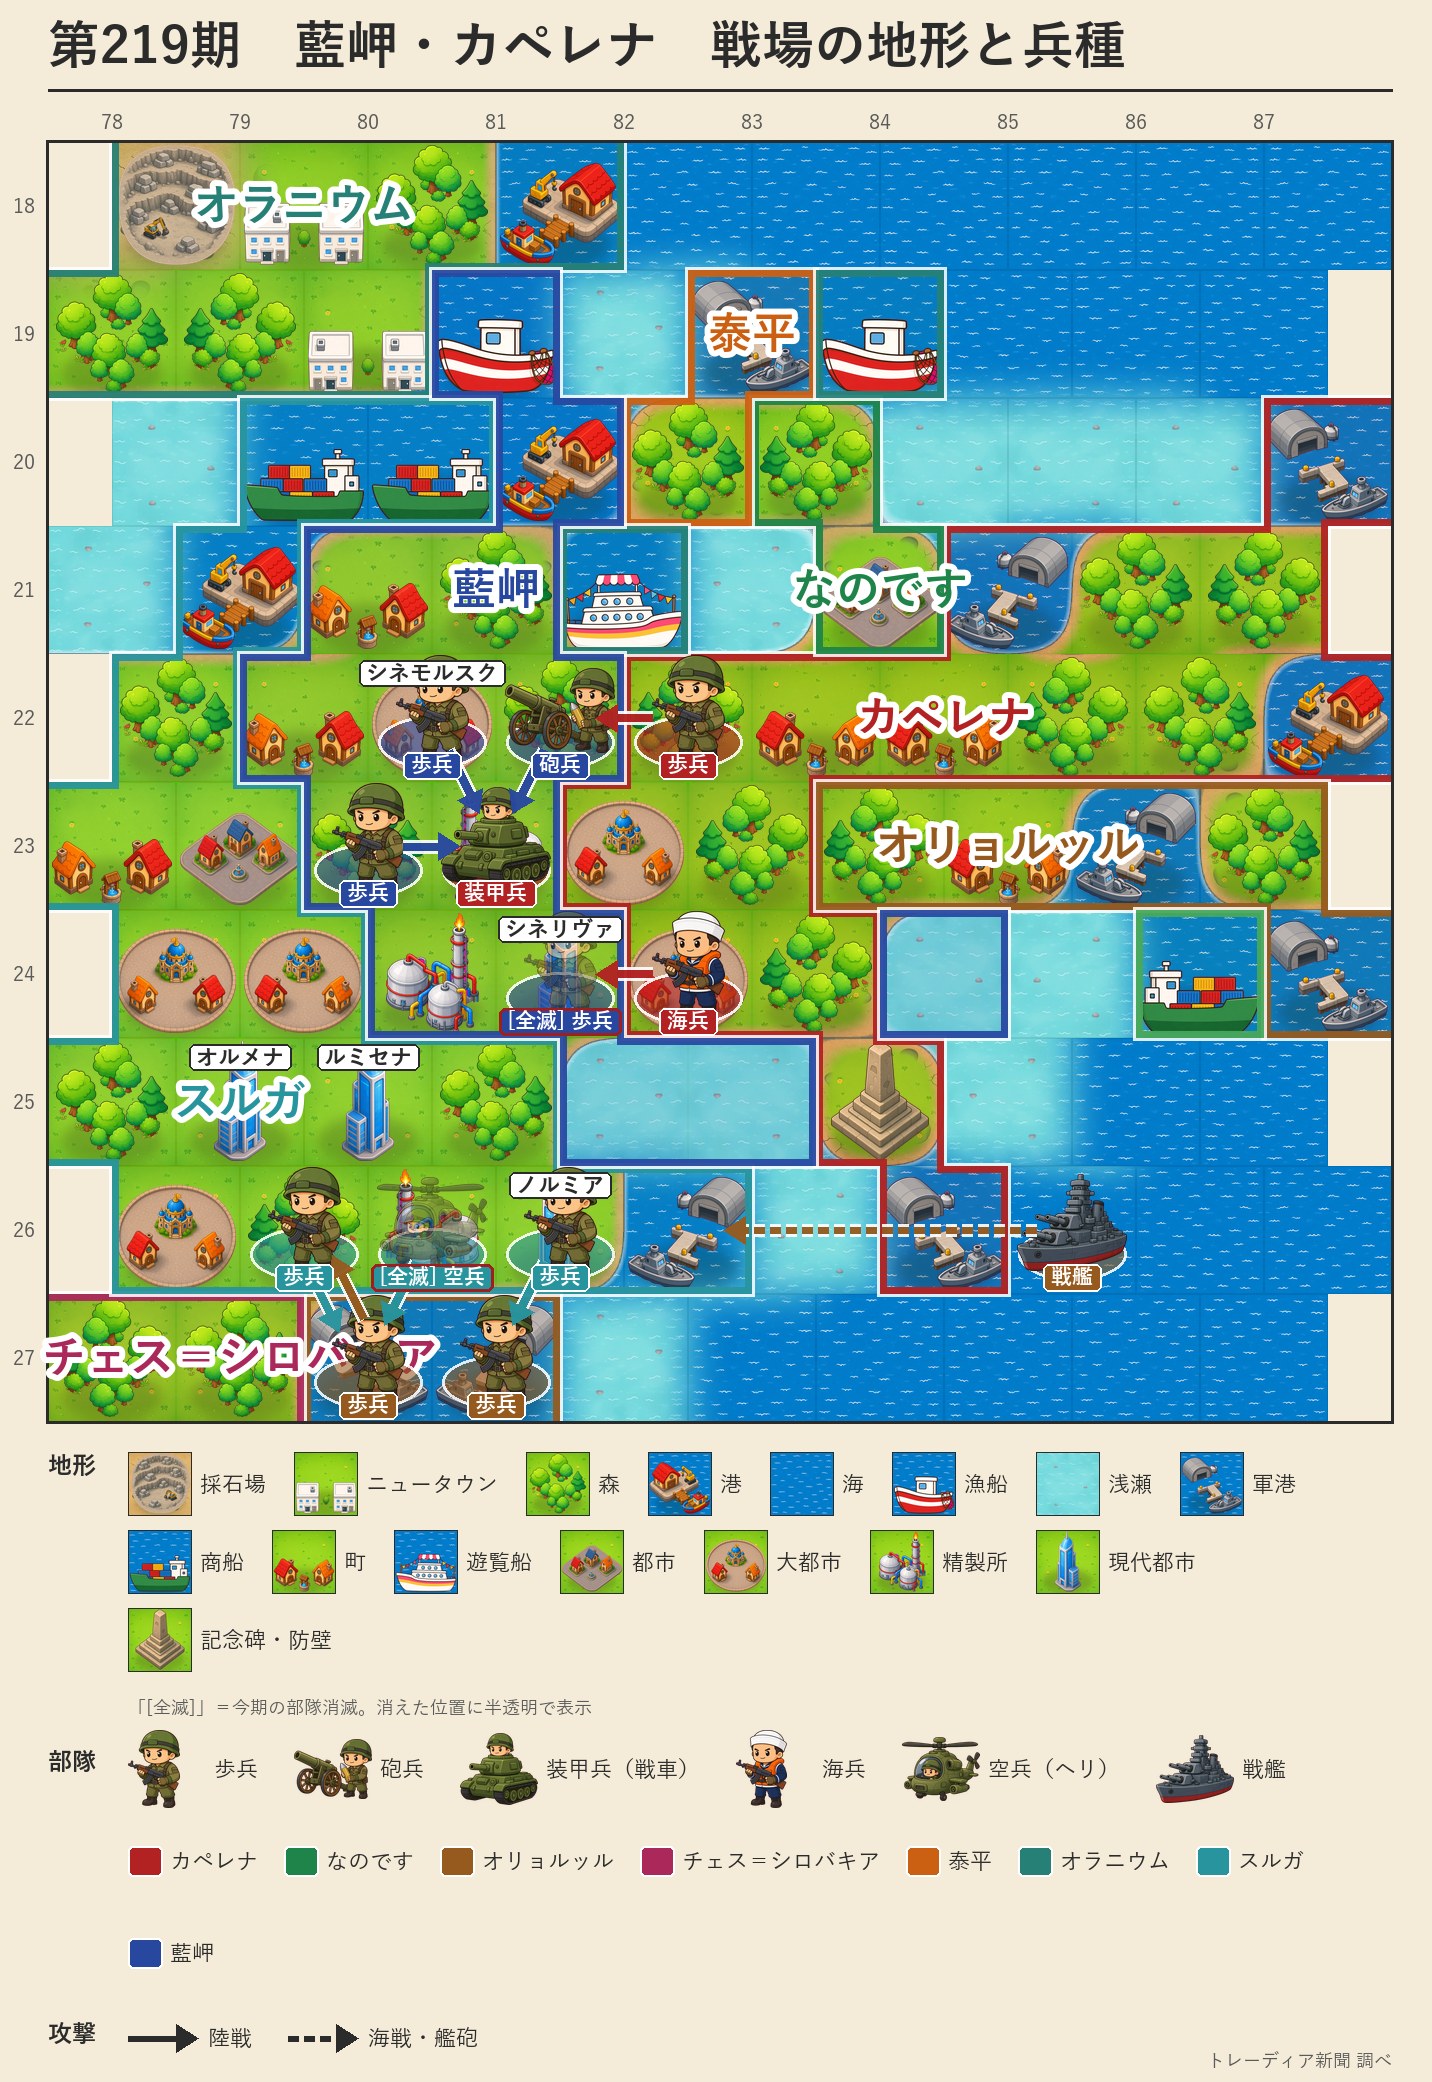 第219期　藍岬・カペレナ　戦場の地形と兵種
78 79 80 81 82 83 84 85 86 87
18
オラニウム
19
泰平
20
21
藍岬
なのです
シネモルスク
22
カペレナ
歩兵 砲兵 歩兵
23
オリョルッル
歩兵 装甲兵
シネリヴァ
24
[全滅] 歩兵 海兵
オルメナ ルミセナ
25
スルガ
ノルミア
26
歩兵 [全滅] 空兵 歩兵 戦艦
27
チェス＝シロバキア
歩兵 歩兵
地形 採石場 ニュータウン 森 港 海 漁船 浅瀬 軍港
商船 町 遊覧船 都市 大都市 精製所 現代都市
記念碑・防壁
「[全滅]」＝今期の部隊消滅。消えた位置に半透明で表示
部隊 歩兵 砲兵 装甲兵（戦車） 海兵 空兵（ヘリ） 戦艦
カペレナ なのです オリョルッル チェス＝シロバキア 泰平 オラニウム スルガ
藍岬
攻撃 陸戦 海戦・艦砲
トレーディア新聞 調べ